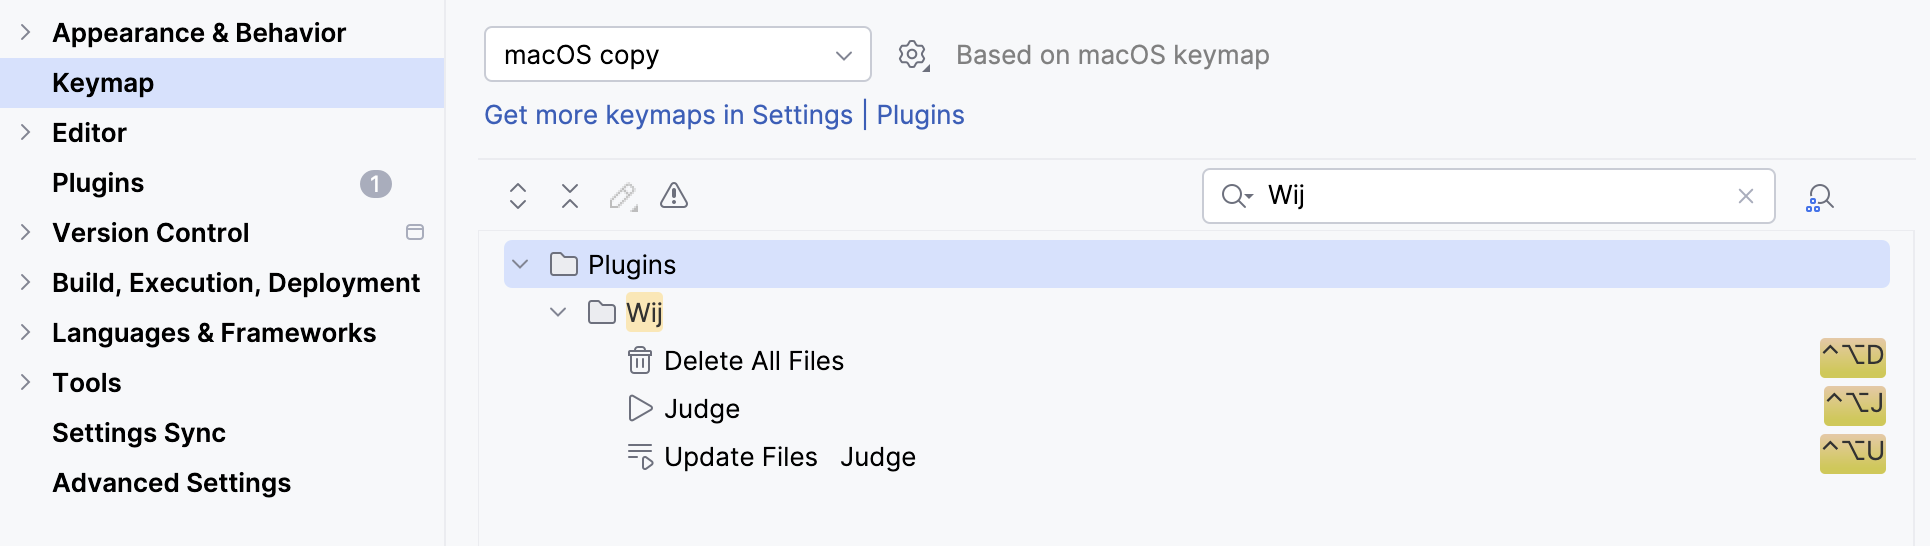 Appearance & Behavior
Keymap
Editor
Plugins 1
Version Control
Build, Execution, Deployment
Languages & Frameworks
Tools
Settings Sync
Advanced Settings
macOS copy Based on macOS keymap
Get more keymaps in Settings | Plugins
Wij
Plugins
Wij
Delete All Files ^⌥D
Judge ^⌥J
Update Files Judge ^⌥U